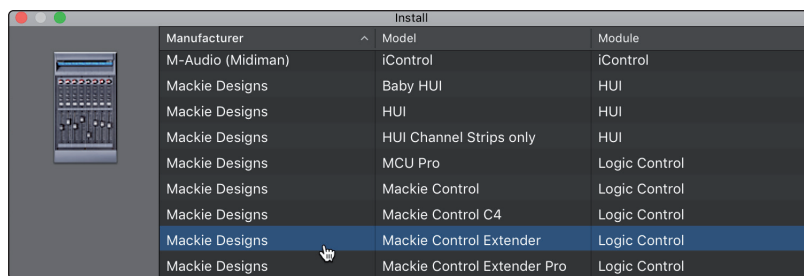 Install
Manufacturer Model Module
M-Audio (Midiman) iControl iControl
Mackie Designs Baby HUI HUI
Mackie Designs HUI HUI
Mackie Designs HUI Channel Strips only HUI
Mackie Designs MCU Pro Logic Control
Mackie Designs Mackie Control Logic Control
Mackie Designs Mackie Control C4 Logic Control
Mackie Designs Mackie Control Extender Logic Control
Mackie Designs Mackie Control Extender Pro Logic Control